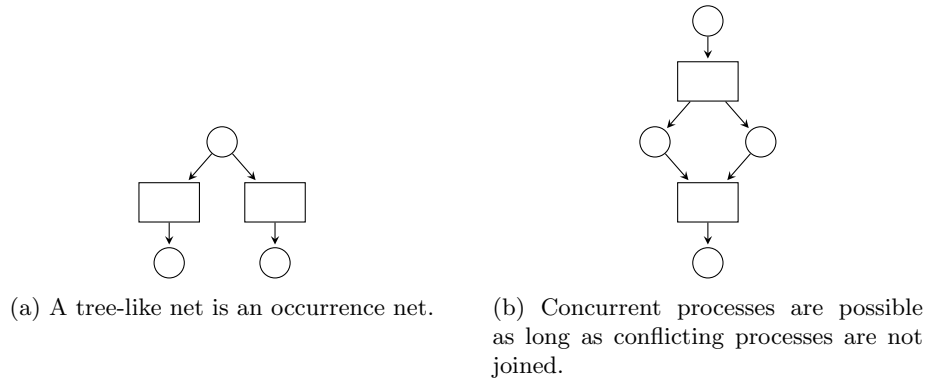 (a) A tree-like net is an occurrence net.
(b) Concurrent processes are possible
as long as conflicting processes are not
joined.